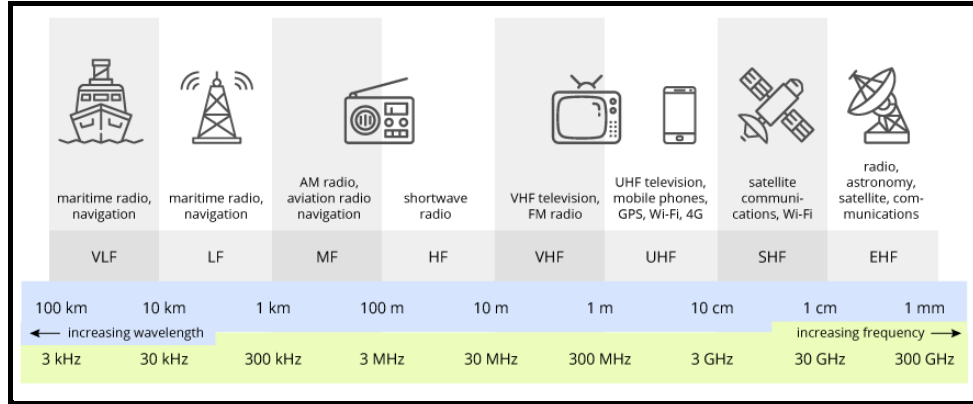 maritime radio,
navigation
maritime radio,
navigation
AM radio,
aviation radio
navigation
shortwave
radio
VHF television,
FM radio
UHF television,
mobile phones,
GPS, Wi-Fi, 4G
satellite
communi-
cations, Wi-Fi
radio,
astronomy,
satellite, com-
munications
VLF LF MF HF VHF UHF SHF EHF
100 km 10 km 1 km 100 m 10 m 1 m 10 cm 1 cm 1 mm
increasing wavelength increasing frequency
3 kHz 30 kHz 300 kHz 3 MHz 30 MHz 300 MHz 3 GHz 30 GHz 300 GHz